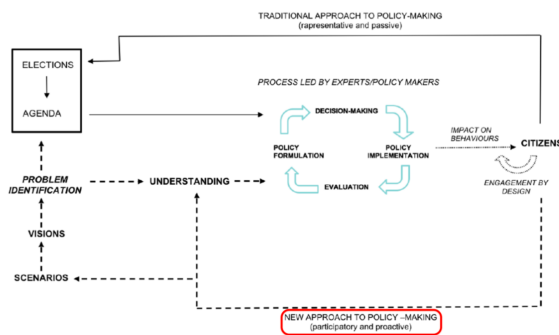 TRADITIONAL APPROACH TO POLICY-MAKING
(representative and passive)
ELECTIONS
AGENDA
PROCESS LED BY EXPERTS/POLICY MAKERS
DECISION-MAKING
POLICY
FORMULATION
POLICY
IMPLEMENTATION
EVALUATION
IMPACT ON
BEHAVIOURS
CITIZENS
ENGAGEMENT BY
DESIGN
PROBLEM
IDENTIFICATION
UNDERSTANDING
VISIONS
SCENARIOS
NEW APPROACH TO POLICY –MAKING
(participatory and proactive)